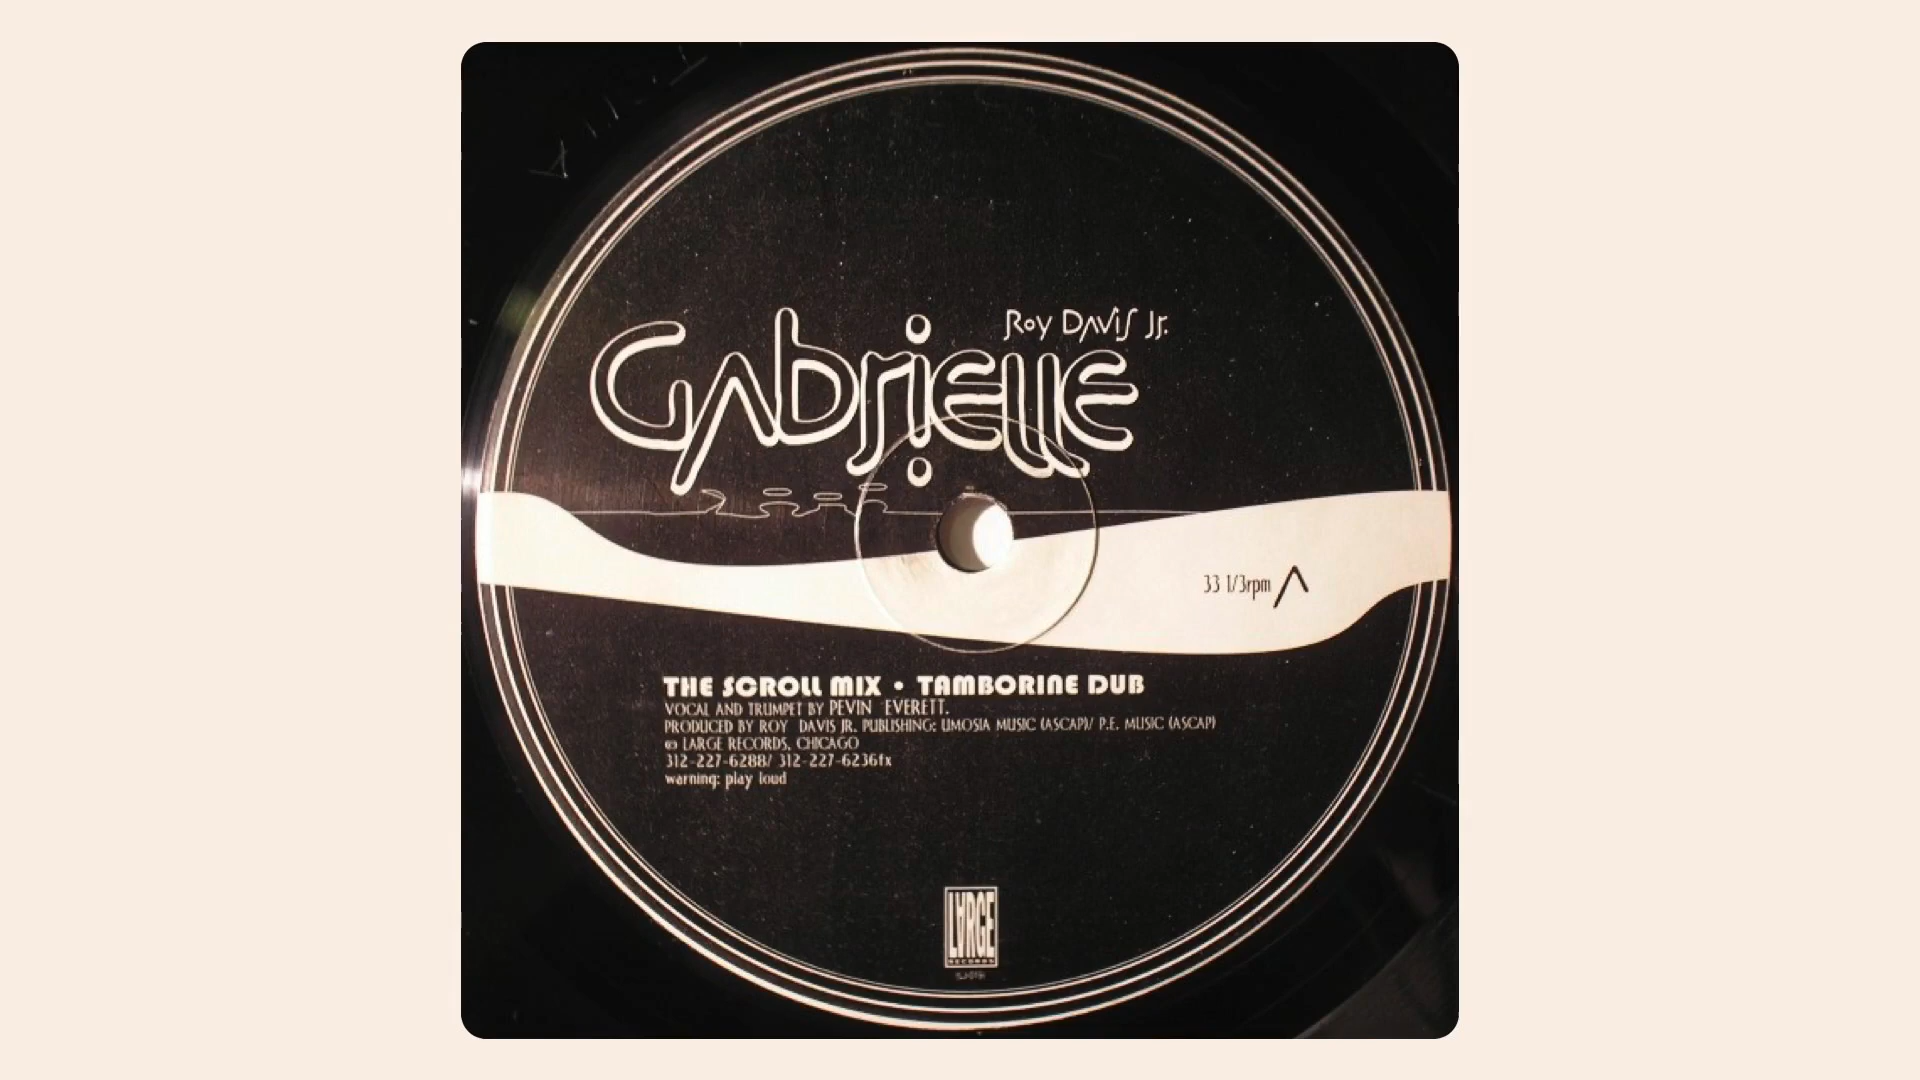 Roy Davis Jr.
Gabrielle
33 1/3rpm A
THE SCROLL MIX • TAMBORINE DUB
VOCAL AND TRUMPET BY PEVIN EVERETT.
PRODUCED BY ROY DAVIS JR. PUBLISHING: UMOSIA MUSIC (ASCAP)/ P.E. MUSIC (ASCAP)
LARGE RECORDS, CHICAGO
312-227-6288/ 312-227-6236fx
warning: play loud
LARGE
RECORDS